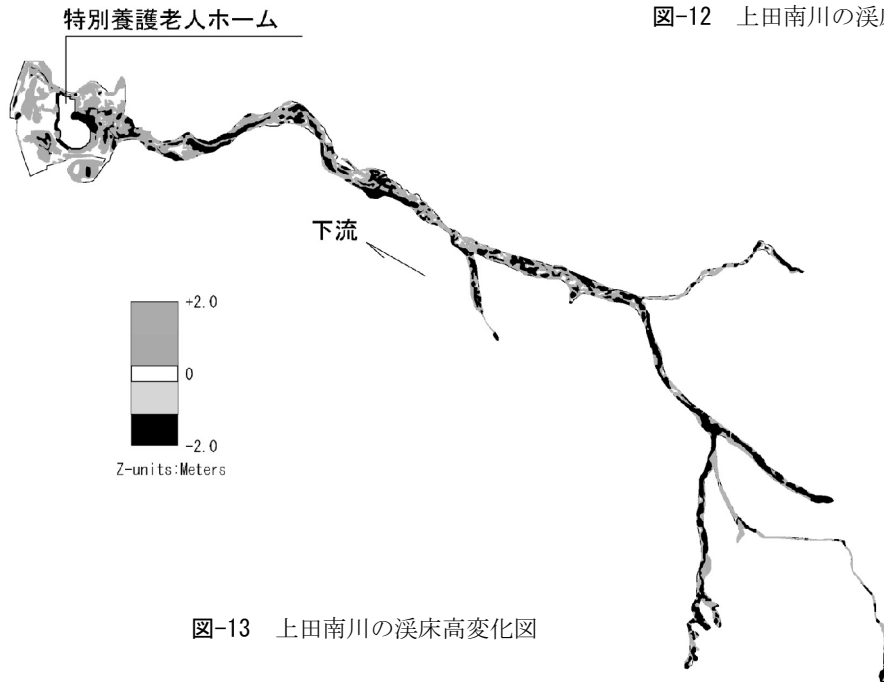 特別養護老人ホーム
図-12 上田南川の渓
下流
+2.0
0
-2.0
Z-units:Meters
図-13 上田南川の渓床高変化図